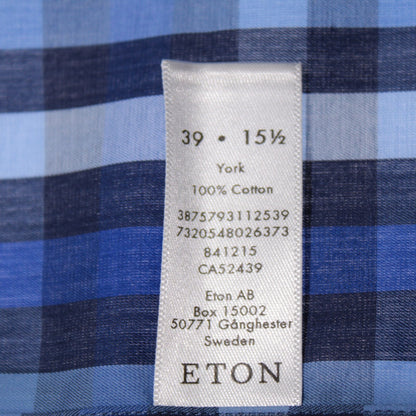 39 • 15½
York
100% Cotton
3875793112539
7320548026373
841215
CA52439
Eton AB
Box 15002
50771 Gånghester
Sweden
ETON